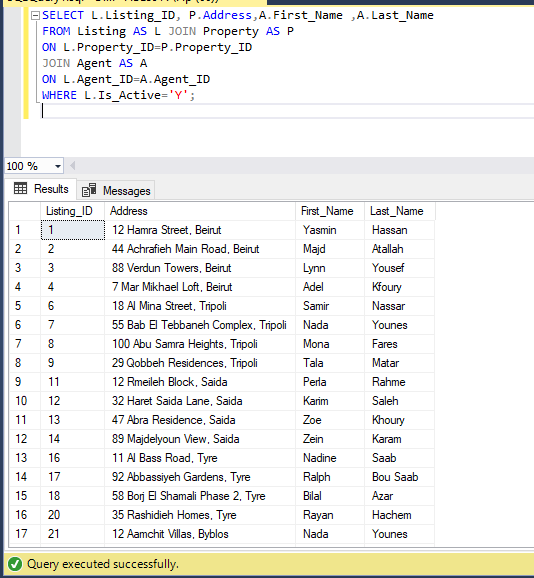 SELECT L.Listing_ID, P.Address,A.First_Name ,A.Last_Name
FROM Listing AS L JOIN Property AS P
ON L.Property_ID=P.Property_ID
JOIN Agent AS A
ON L.Agent_ID=A.Agent_ID
WHERE L.Is_Active='Y';
100 %
Results Messages
Listing_ID Address First_Name Last_Name
1 1 12 Hamra Street, Beirut Yasmin Hassan
2 2 44 Achrafieh Main Road, Beirut Majd Atallah
3 3 88 Verdun Towers, Beirut Lynn Yousef
4 4 7 Mar Mikhael Loft, Beirut Adel Kfoury
5 6 18 Al Mina Street, Tripoli Samir Nassar
6 7 55 Bab El Tebbaneh Complex, Tripoli Nada Younes
7 8 100 Abu Samra Heights, Tripoli Mona Fares
8 9 29 Qobbeh Residences, Tripoli Tala Matar
9 11 12 Rmeileh Block, Saida Perla Rahme
10 12 32 Haret Saida Lane, Saida Karim Saleh
11 13 47 Abra Residence, Saida Zoe Khoury
12 14 89 Majdelyoun View, Saida Zein Karam
13 16 11 Al Bass Road, Tyre Nadine Saab
14 17 92 Abbassiyeh Gardens, Tyre Ralph Bou Saab
15 18 58 Borj El Shamali Phase 2, Tyre Bilal Azar
16 20 35 Rashidieh Homes, Tyre Rayan Hachem
17 21 12 Aamchit Villas, Byblos Nada Younes
Query executed successfully.